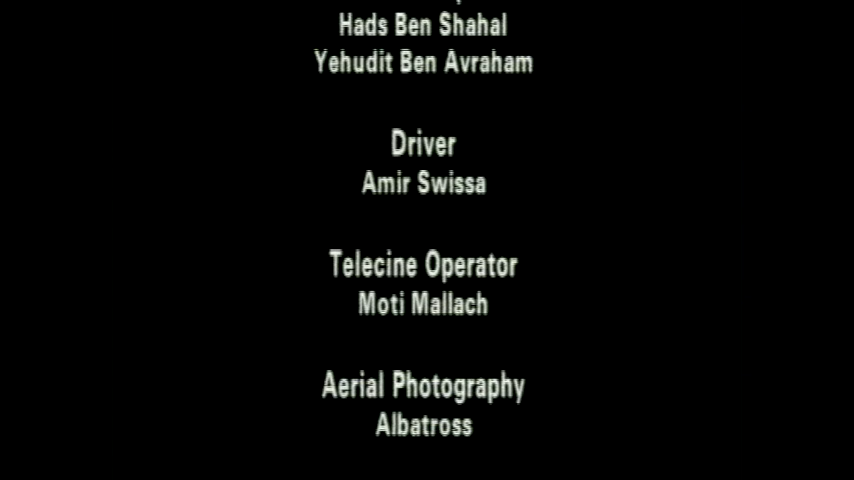 Hads Ben Shahal
Yehudit Ben Avraham
Driver
Amir Swissa
Telecine Operator
Moti Mallach
Aerial Photography
Albatross